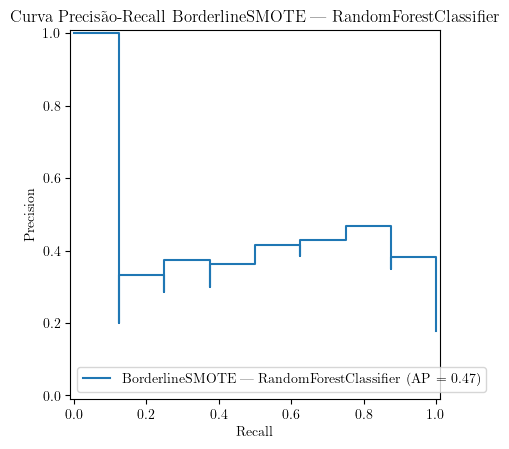 Curva Precisão-Recall BorderlineSMOTE — RandomForestClassifier
1.0
0.8
0.6
0.4
0.2
0.0
Precision
BorderlineSMOTE — RandomForestClassifier (AP = 0.47)
0.0 0.2 0.4 0.6 0.8 1.0
Recall